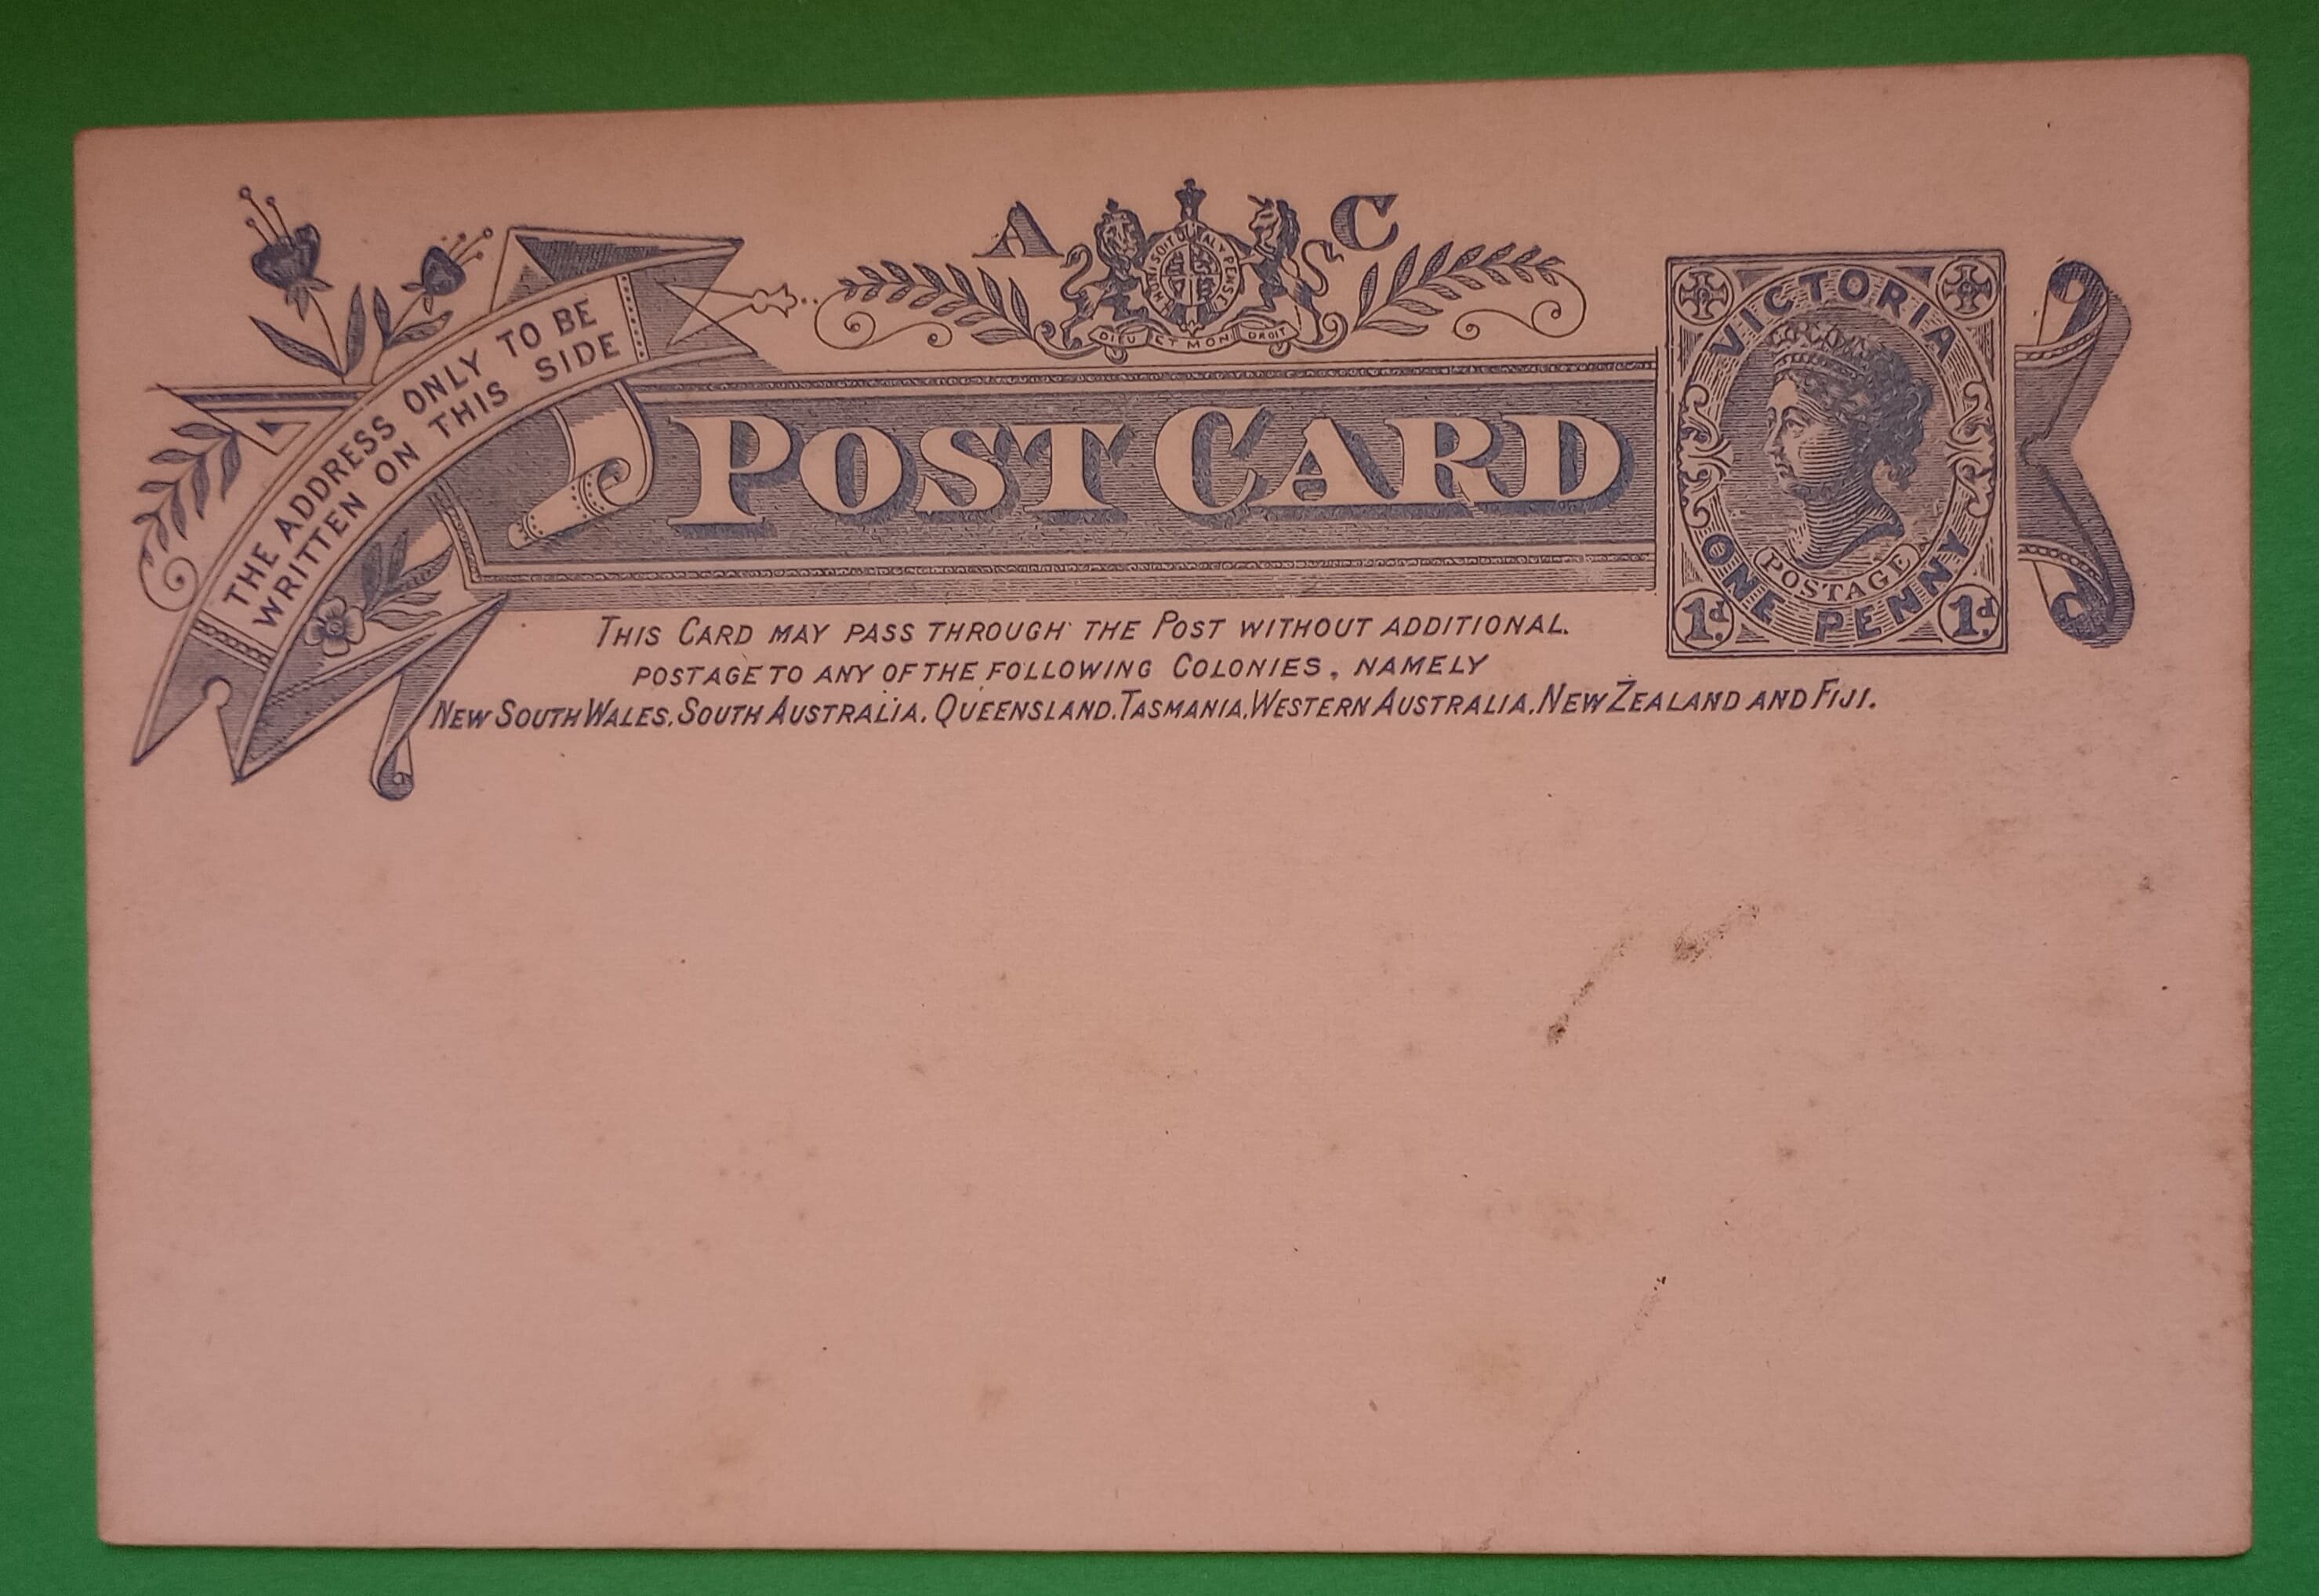 A C
HONI SOIT QUI MAL Y PENSE
DIEU ET MON DROIT
THE ADDRESS ONLY TO BE
WRITTEN ON THIS SIDE
POST CARD
VICTORIA
POSTAGE
ONE PENNY
1d. 1d.
THIS CARD MAY PASS THROUGH THE POST WITHOUT ADDITIONAL
POSTAGE TO ANY OF THE FOLLOWING COLONIES, NAMELY
NEW SOUTH WALES, SOUTH AUSTRALIA, QUEENSLAND, TASMANIA, WESTERN AUSTRALIA, NEW ZEALAND AND FIJI.